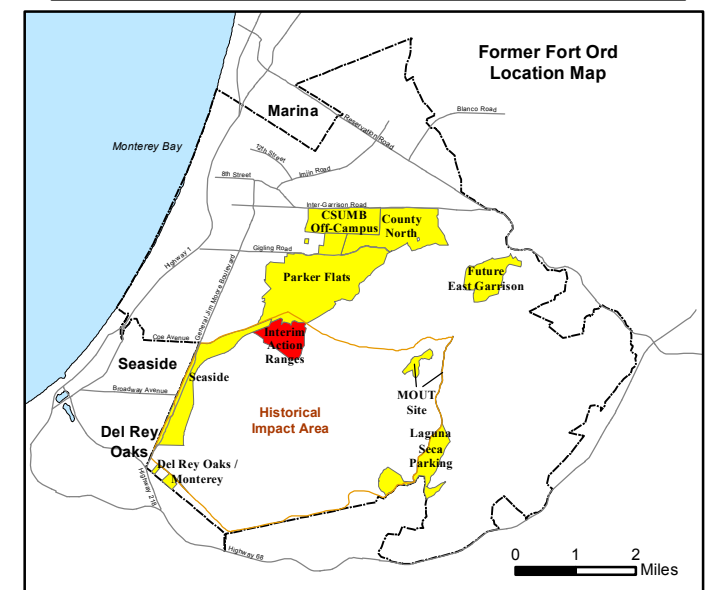 Former Fort Ord
Location Map
Marina
Blanco Road
Reservation Road
Monterey Bay
12th Street
8th Street
Imjin Road
Inter-Garrison Road
CSUMB
Off-Campus
County
North
Highway 1
Gigling Road
General Jim Moore Boulevard
Parker Flats
Future
East Garrison
Coe Avenue
Interim
Action
Ranges
Seaside
Seaside
Broadway Avenue
MOUT
Site
Historical
Impact Area
Del Rey
Oaks
Laguna
Seca
Parking
Del Rey Oaks /
Monterey
Highway 218
Highway 68
0 1 2
Miles